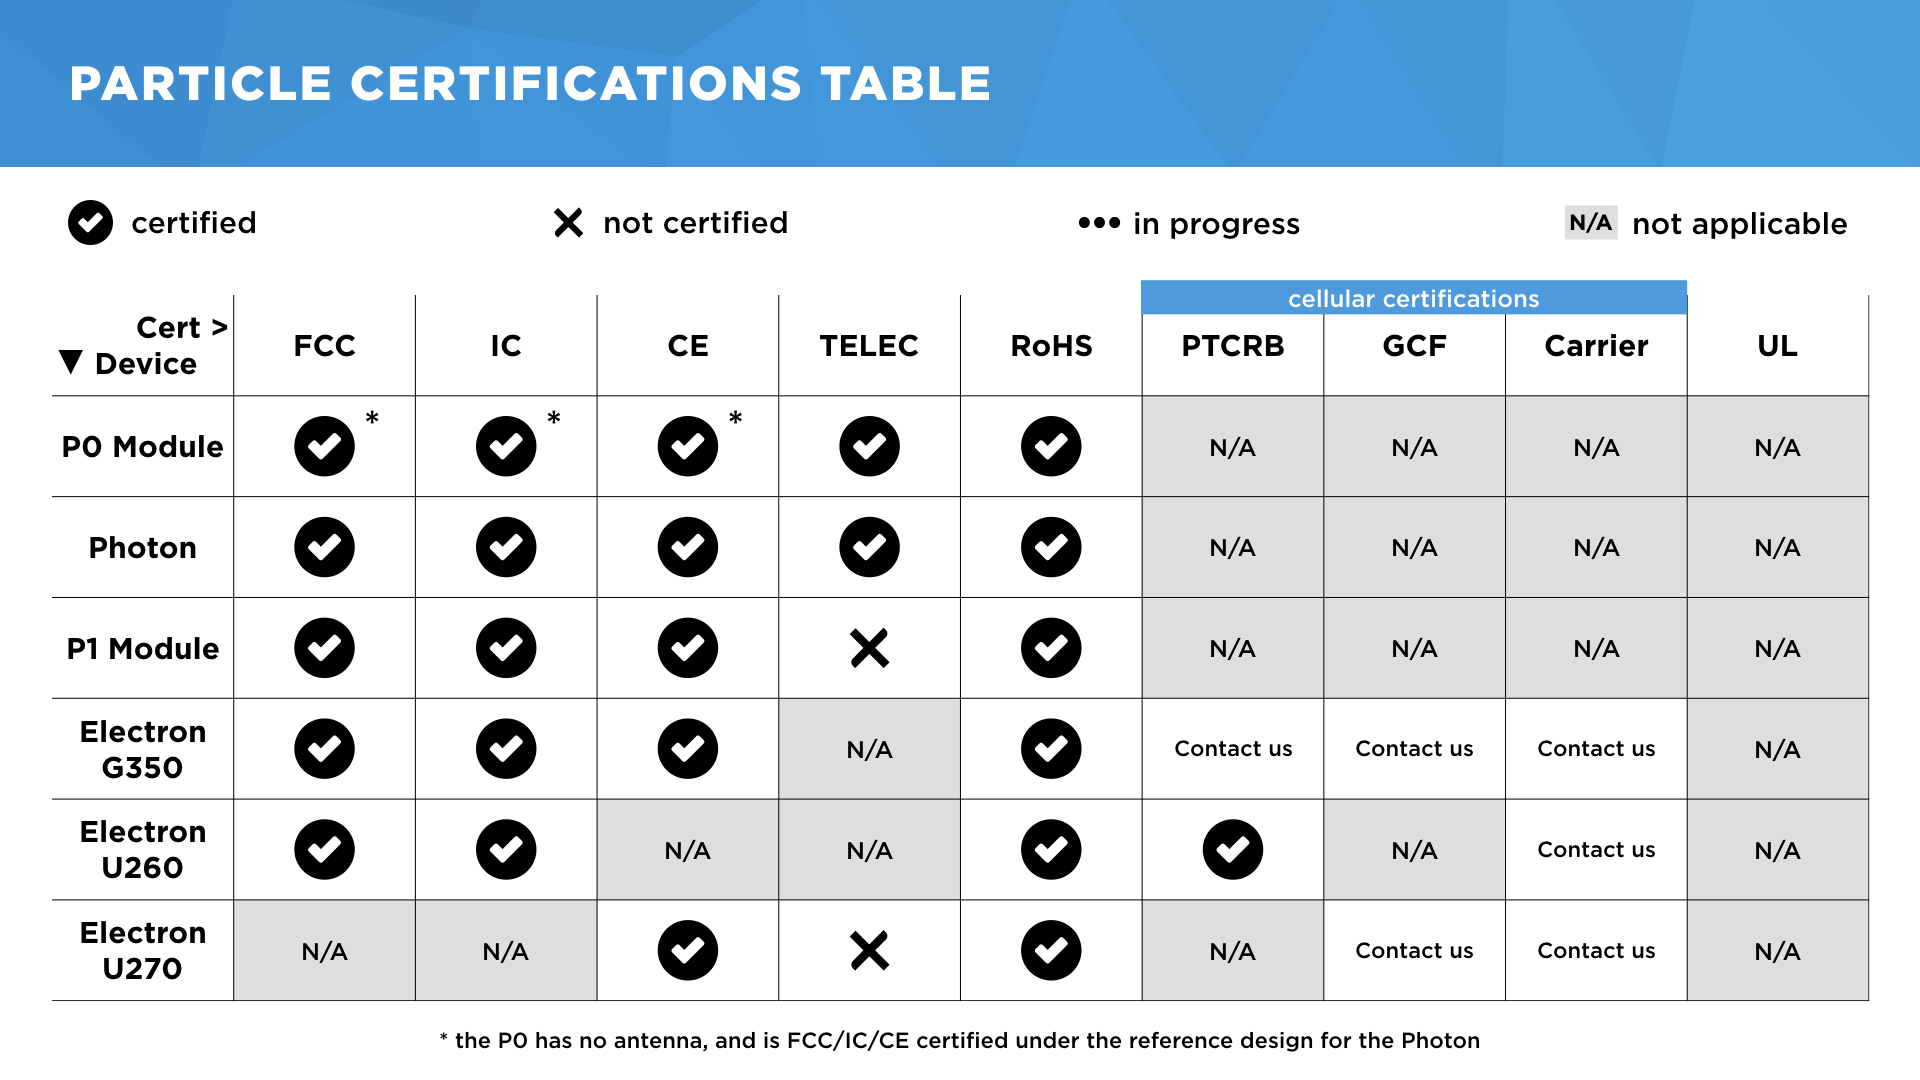 PARTICLE CERTIFICATIONS TABLE
certified
not certified
in progress
N/A not applicable
cellular certifications
Cert >
▼ Device
FCC IC CE TELEC RoHS PTCRB GCF Carrier UL
P0 Module * * * N/A N/A N/A N/A
Photon N/A N/A N/A N/A
P1 Module N/A N/A N/A N/A
Electron
G350
N/A Contact us Contact us Contact us N/A
Electron
U260
N/A N/A N/A Contact us N/A
Electron
U270
N/A N/A N/A Contact us Contact us N/A
* the P0 has no antenna, and is FCC/IC/CE certified under the reference design for the Photon